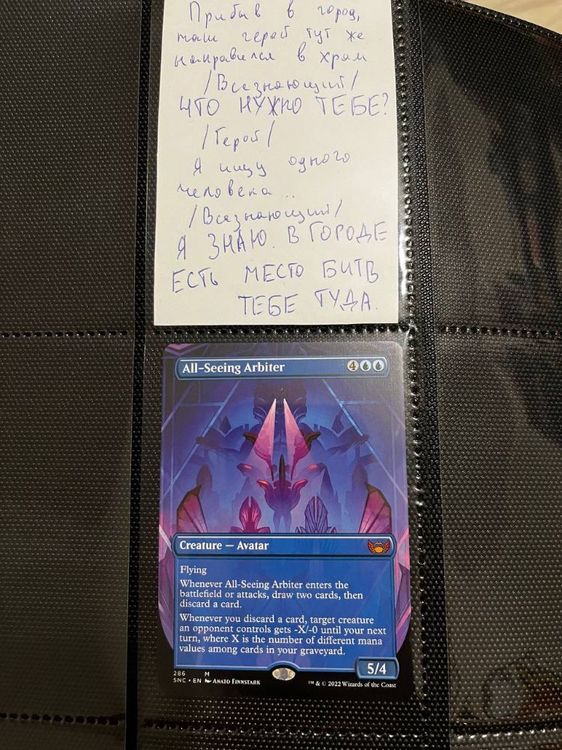 Прибыв в город,
наш герой тут же
направился в храм
/Всезнающий/
ЧТО НУЖНО ТЕБЕ?
/Герой/
Я ищу одного
человека..
/Всезнающий/
Я ЗНАЮ. В ГОРОДЕ
ЕСТЬ МЕСТО БИТВ
ТЕБЕ ТУДА.
All-Seeing Arbiter 4
Creature — Avatar
Flying
Whenever All-Seeing Arbiter enters the
battlefield or attacks, draw two cards, then
discard a card.
Whenever you discard a card, target creature
an opponent controls gets -X/-0 until your next
turn, where X is the number of different mana
values among cards in your graveyard.
5/4
286 M
SNC • EN Anato Finnstark ™ & © 2022 Wizards of the Coast